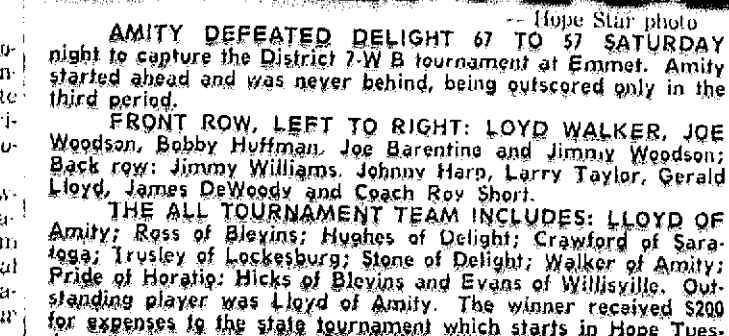 -- Hope Star photo
AMITY DEFEATED DELIGHT 67 TO 57 SATURDAY
night to capture the District 7-W B tournament at Emmet. Amity
started ahead and was never behind, being outscored only in the
third period.
FRONT ROW, LEFT TO RIGHT: LOYD WALKER, JOE
Woodson, Bobby Huffman, Joe Barentine and Jimmy Woodson;
Back row: Jimmy Williams, Johnny Harp, Larry Taylor, Gerald
Lloyd, James DeWoody and Coach Roy Short.
THE ALL TOURNAMENT TEAM INCLUDES: LLOYD OF
Amity; Ross of Blevins; Hughes of Delight; Crawford of Sara-
toga; Trusley of Lockesburg; Stone of Delight; Walker of Amity;
Pride of Horatio; Hicks of Blevins and Evans of Willisville. Out-
standing player was Lloyd of Amity. The winner received $200
for expenses to the state tournament which starts in Hope Tues-